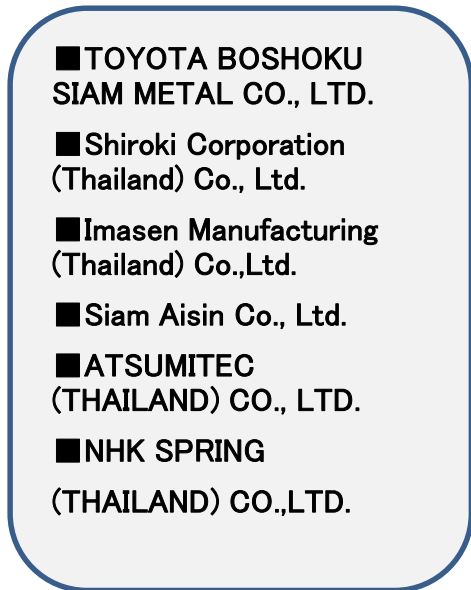 ■TOYOTA BOSHOKU
SIAM METAL CO., LTD.
■Shiroki Corporation
(Thailand) Co., Ltd.
■Imasen Manufacturing
(Thailand) Co.,Ltd.
■Siam Aisin Co., Ltd.
■ATSUMITEC
(THAILAND) CO., LTD.
■NHK SPRING
(THAILAND) CO.,LTD.